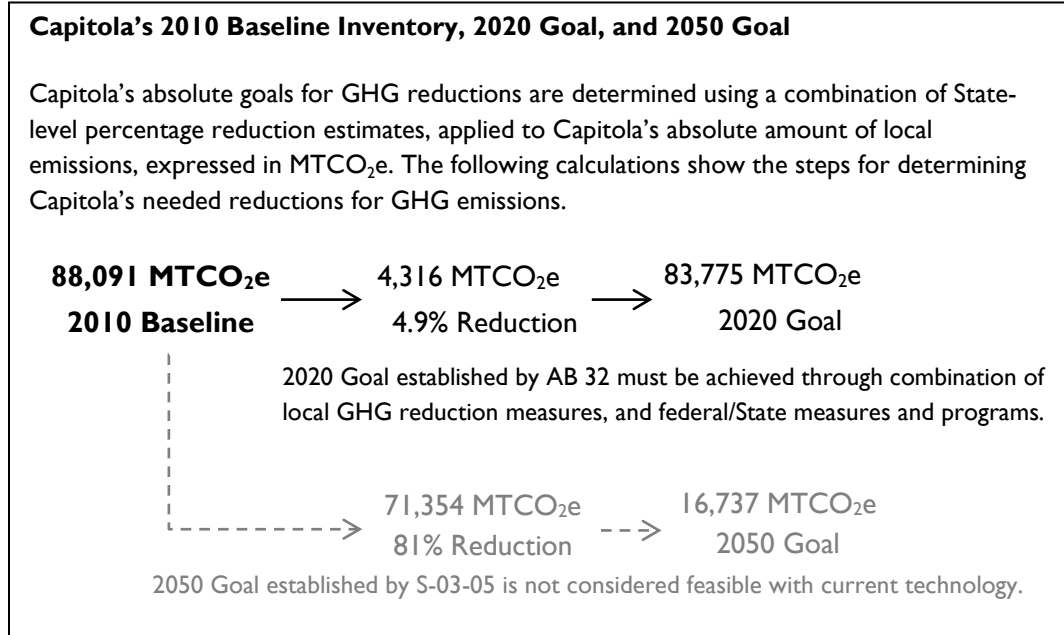 Capitola’s 2010 Baseline Inventory, 2020 Goal, and 2050 Goal
Capitola’s absolute goals for GHG reductions are determined using a combination of State-
level percentage reduction estimates, applied to Capitola’s absolute amount of local
emissions, expressed in MTCO₂e. The following calculations show the steps for determining
Capitola’s needed reductions for GHG emissions.
88,091 MTCO₂e
2010 Baseline
4,316 MTCO₂e
4.9% Reduction
83,775 MTCO₂e
2020 Goal
2020 Goal established by AB 32 must be achieved through combination of
local GHG reduction measures, and federal/State measures and programs.
71,354 MTCO₂e
81% Reduction
16,737 MTCO₂e
2050 Goal
2050 Goal established by S-03-05 is not considered feasible with current technology.